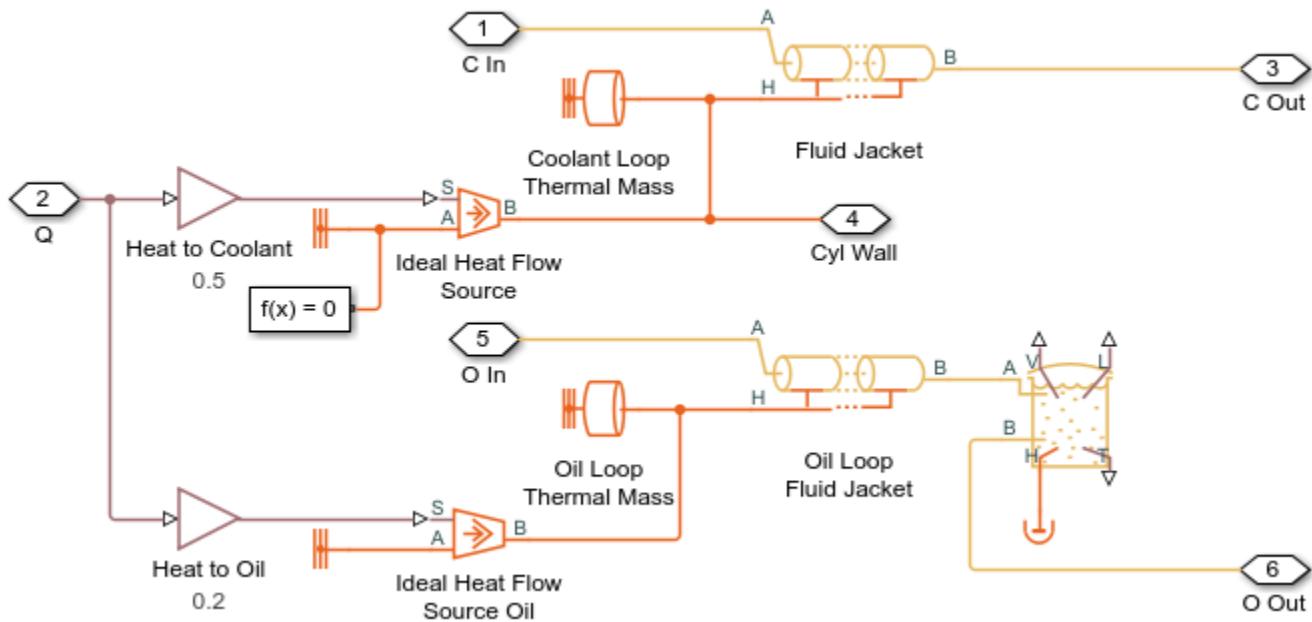 1
C In
A
B
3
C Out
H
Fluid Jacket
Coolant Loop
Thermal Mass
2
Q
Heat to Coolant
0.5
S
A
B
Ideal Heat Flow
Source
4
Cyl Wall
f(x) = 0
5
O In
A
B
H
Oil Loop
Fluid Jacket
Oil Loop
Thermal Mass
V
L
A
B
H
T
Heat to Oil
0.2
S
A
B
Ideal Heat Flow
Source Oil
6
O Out